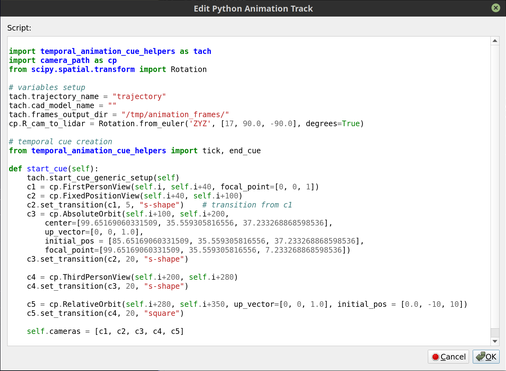 Edit Python Animation Track
Script:
import temporal_animation_cue_helpers as tach
import camera_path as cp
from scipy.spatial.transform import Rotation
# variables setup
tach.trajectory_name = "trajectory"
tach.cad_model_name = ""
tach.frames_output_dir = "/tmp/animation_frames/"
cp.R_cam_to_lidar = Rotation.from_euler('ZYZ', [17, 90.0, -90.0], degrees=True)
# temporal cue creation
from temporal_animation_cue_helpers import tick, end_cue
def start_cue(self):
    tach.start_cue_generic_setup(self)
    c1 = cp.FirstPersonView(self.i, self.i+40, focal_point=[0, 0, 1])
    c2 = cp.FixedPositionView(self.i+40, self.i+100)
    c2.set_transition(c1, 5, "s-shape")    # transition from c1
    c3 = cp.AbsoluteOrbit(self.i+100, self.i+200,
        center=[99.65169060331509, 35.559305816556, 37.233268868598536],
        up_vector=[0, 0, 1.0],
        initial_pos = [85.65169060331509, 35.559305816556, 37.233268868598536],
        focal_point=[99.65169060331509, 35.559305816556, 7.233268868598536])
    c3.set_transition(c2, 20, "s-shape")
    c4 = cp.ThirdPersonView(self.i+200, self.i+280)
    c4.set_transition(c3, 20, "s-shape")
    c5 = cp.RelativeOrbit(self.i+280, self.i+350, up_vector=[0, 0, 1.0], initial_pos = [0.0, -10, 10])
    c5.set_transition(c4, 20, "square")
    self.cameras = [c1, c2, c3, c4, c5]
Cancel
OK